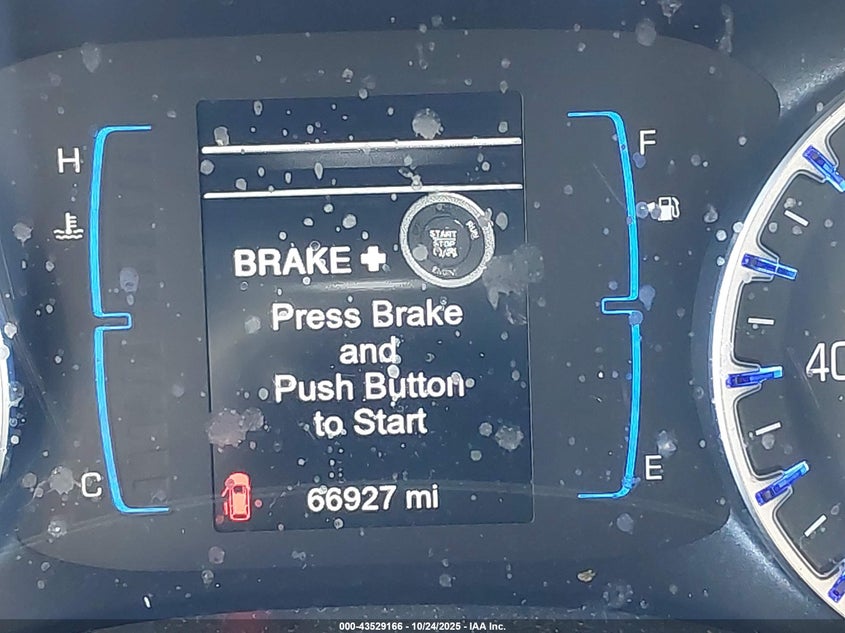 H
F
BRAKE +
START
STOP
RUN
Press Brake
and
Push Button
to Start
C
E
66927 mi
40
000-43529166 - 10/24/2025 - IAA Inc.